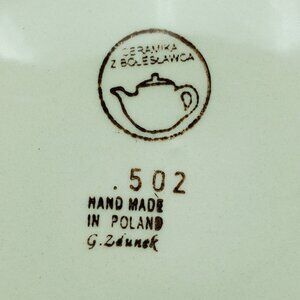 CERAMIKA
Z BOLESŁAWCA
.502
HAND MADE
IN POLAND
G. Zdunek